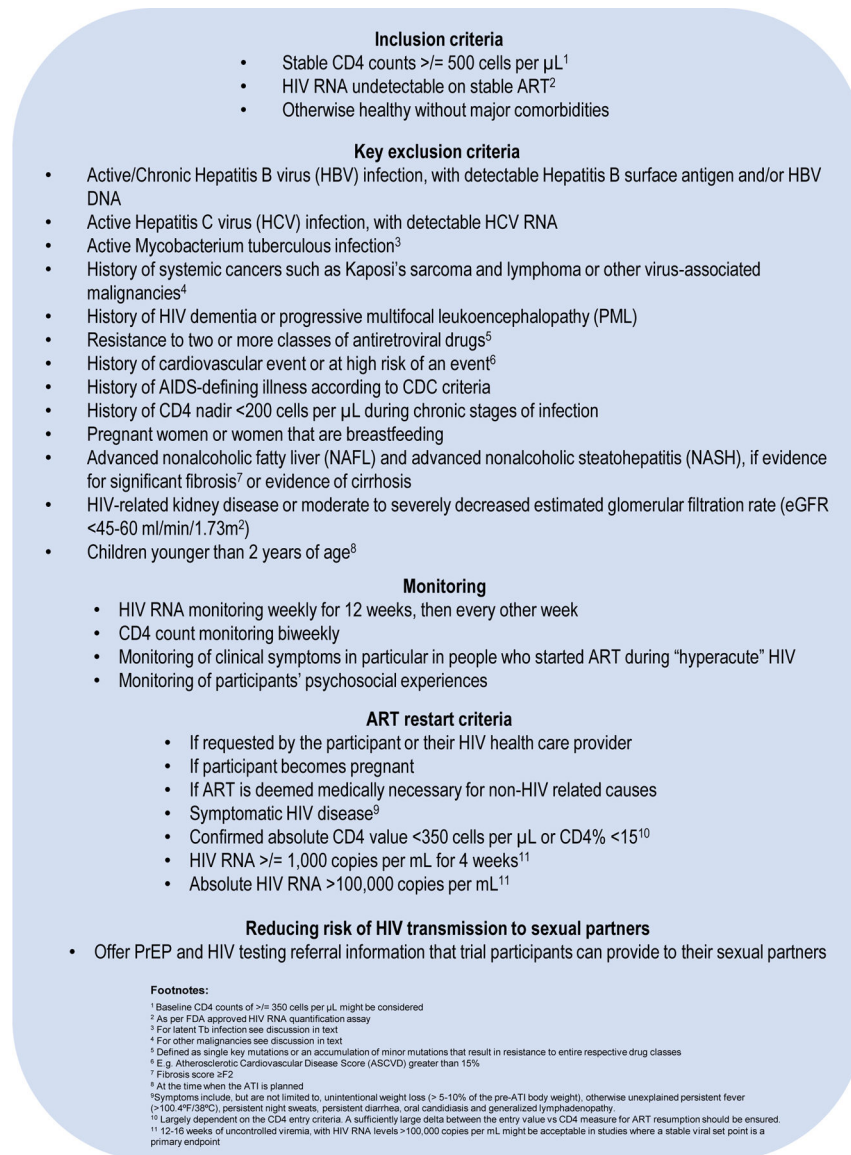 Inclusion criteria
• Stable CD4 counts >/= 500 cells per µL¹
• HIV RNA undetectable on stable ART²
• Otherwise healthy without major comorbidities
Key exclusion criteria
• Active/Chronic Hepatitis B virus (HBV) infection, with detectable Hepatitis B surface antigen and/or HBV
DNA
• Active Hepatitis C virus (HCV) infection, with detectable HCV RNA
• Active Mycobacterium tuberculous infection³
• History of systemic cancers such as Kaposi's sarcoma and lymphoma or other virus-associated
malignancies⁴
• History of HIV dementia or progressive multifocal leukoencephalopathy (PML)
• Resistance to two or more classes of antiretroviral drugs⁵
• History of cardiovascular event or at high risk of an event⁶
• History of AIDS-defining illness according to CDC criteria
• History of CD4 nadir <200 cells per µL during chronic stages of infection
• Pregnant women or women that are breastfeeding
• Advanced nonalcoholic fatty liver (NAFL) and advanced nonalcoholic steatohepatitis (NASH), if evidence
for significant fibrosis⁷ or evidence of cirrhosis
• HIV-related kidney disease or moderate to severely decreased estimated glomerular filtration rate (eGFR
<45-60 ml/min/1.73m²)
• Children younger than 2 years of age⁸
Monitoring
• HIV RNA monitoring weekly for 12 weeks, then every other week
• CD4 count monitoring biweekly
• Monitoring of clinical symptoms in particular in people who started ART during "hyperacute" HIV
• Monitoring of participants' psychosocial experiences
ART restart criteria
• If requested by the participant or their HIV health care provider
• If participant becomes pregnant
• If ART is deemed medically necessary for non-HIV related causes
• Symptomatic HIV disease⁹
• Confirmed absolute CD4 value <350 cells per µL or CD4% <15¹⁰
• HIV RNA >/= 1,000 copies per mL for 4 weeks¹¹
• Absolute HIV RNA >100,000 copies per mL¹¹
Reducing risk of HIV transmission to sexual partners
• Offer PrEP and HIV testing referral information that trial participants can provide to their sexual partners
Footnotes:
¹ Baseline CD4 counts of >/= 350 cells per µL might be considered
² As per FDA approved HIV RNA quantification assay
³ For latent Tb infection see discussion in text
⁴ For other malignancies see discussion in text
⁵ Defined as single key mutations or an accumulation of minor mutations that result in resistance to entire respective drug classes
⁶ E.g. Atherosclerotic Cardiovascular Disease Score (ASCVD) greater than 15%
⁷ Fibrosis score ≥F2
⁸ At the time when the ATI is planned
⁹Symptoms include, but are not limited to, unintentional weight loss (> 5-10% of the pre-ATI body weight), otherwise unexplained persistent fever
(>100.4ºF/38ºC), persistent night sweats, persistent diarrhea, oral candidiasis and generalized lymphadenopathy.
¹⁰ Largely dependent on the CD4 entry criteria. A sufficiently large delta between the entry value vs CD4 measure for ART resumption should be ensured.
¹¹ 12-16 weeks of uncontrolled viremia, with HIV RNA levels >100,000 copies per mL might be acceptable in studies where a stable viral set point is a
primary endpoint